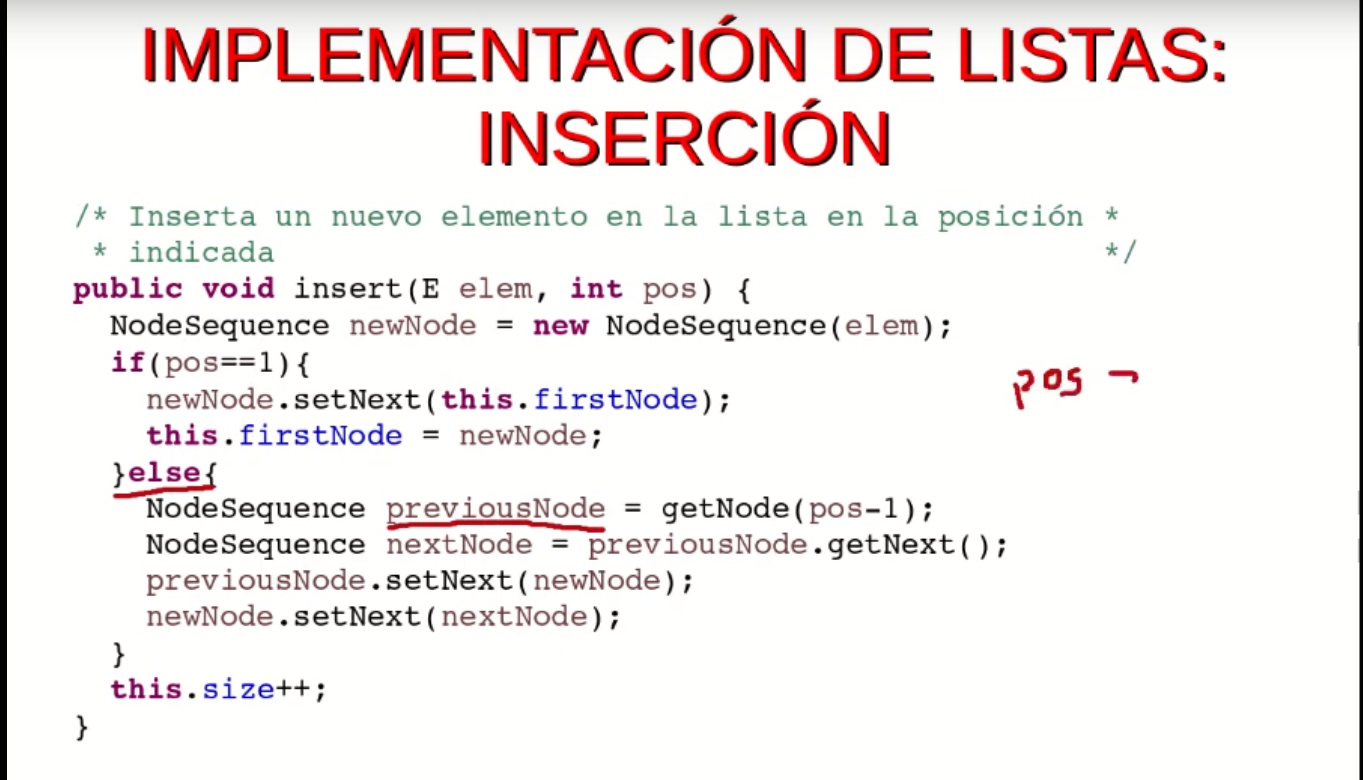 IMPLEMENTACIÓN DE LISTAS:
INSERCIÓN
/* Inserta un nuevo elemento en la lista en la posición *
 * indicada                                             */
public void insert(E elem, int pos) {
  NodeSequence newNode = new NodeSequence(elem);
  if(pos==1){
    newNode.setNext(this.firstNode);
    this.firstNode = newNode;
  }else{
    NodeSequence previousNode = getNode(pos-1);
    NodeSequence nextNode = previousNode.getNext();
    previousNode.setNext(newNode);
    newNode.setNext(nextNode);
  }
  this.size++;
}
pos ¬